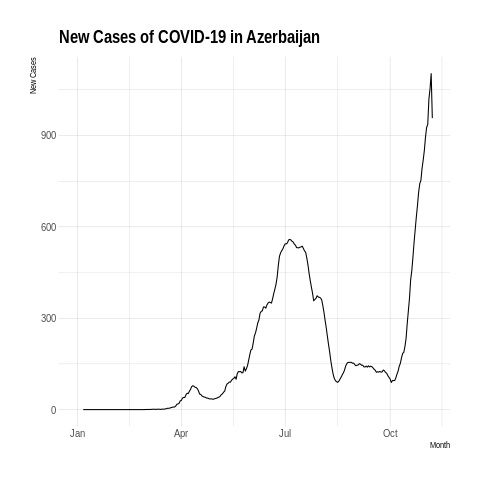 New Cases of COVID-19 in Azerbaijan
New Cases
900
600
300
0
Jan Apr Jul Oct
Month